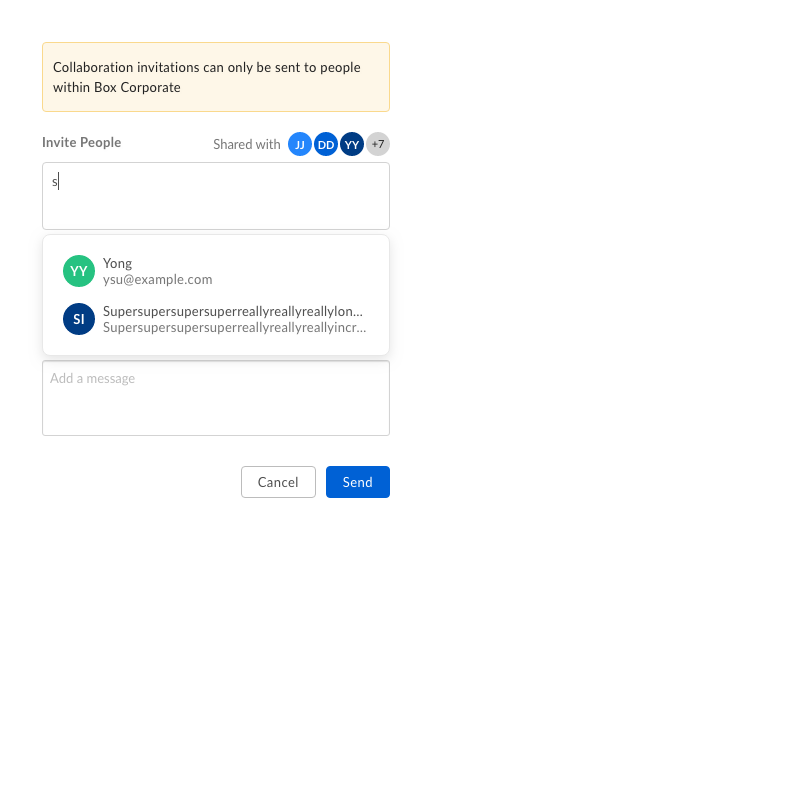 Collaboration invitations can only be sent to people
within Box Corporate
Invite People
Shared with JJ DD YY +7
s
YY Yong
ysu@example.com
SI Supersupersupersuperreallyreallyreallylon...
Supersupersupersuperreallyreallyreallyincr...
Add a message
Cancel Send